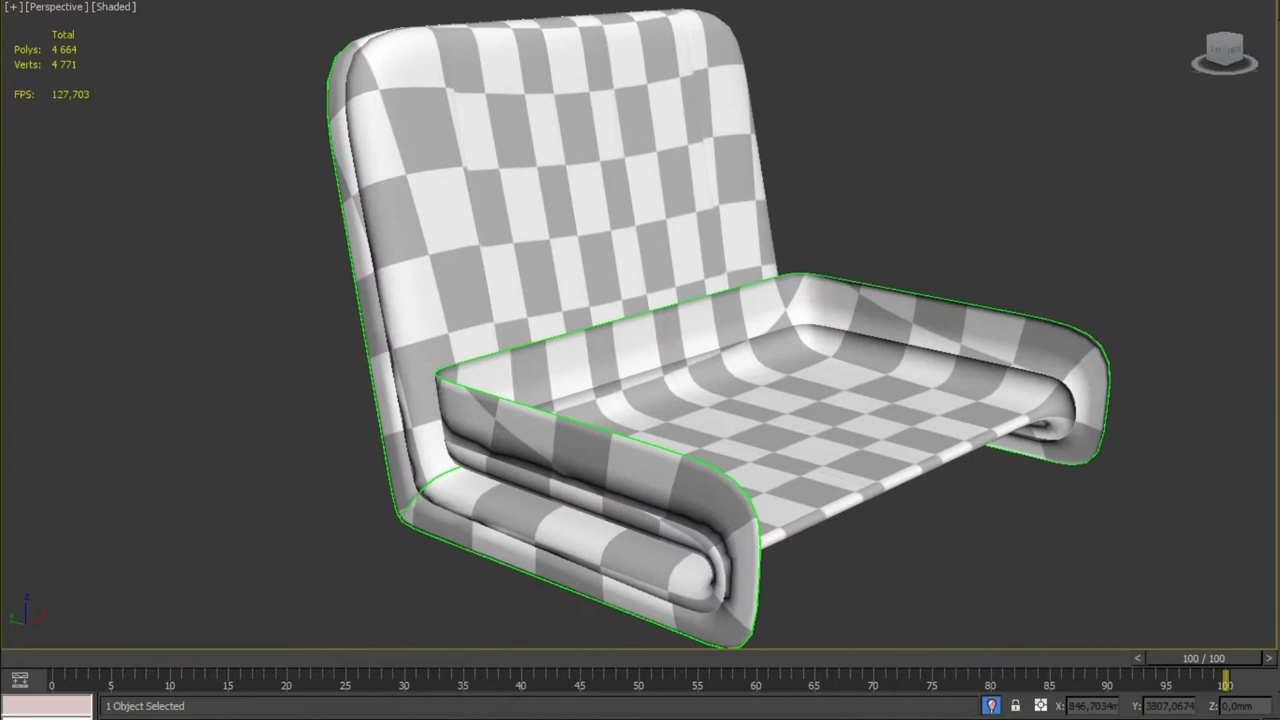 [+][Perspective][Shaded]
Total
Polys: 4 664
Verts: 4 771
FPS: 127,703
Z
X
Y
< 100 / 100 >
0 5 10 15 20 25 30 35 40 45 50 55 60 65 70 75 80 85 90 95 100
1 Object Selected X: 846,7034m Y: 3807,0674 Z: 0,0mm